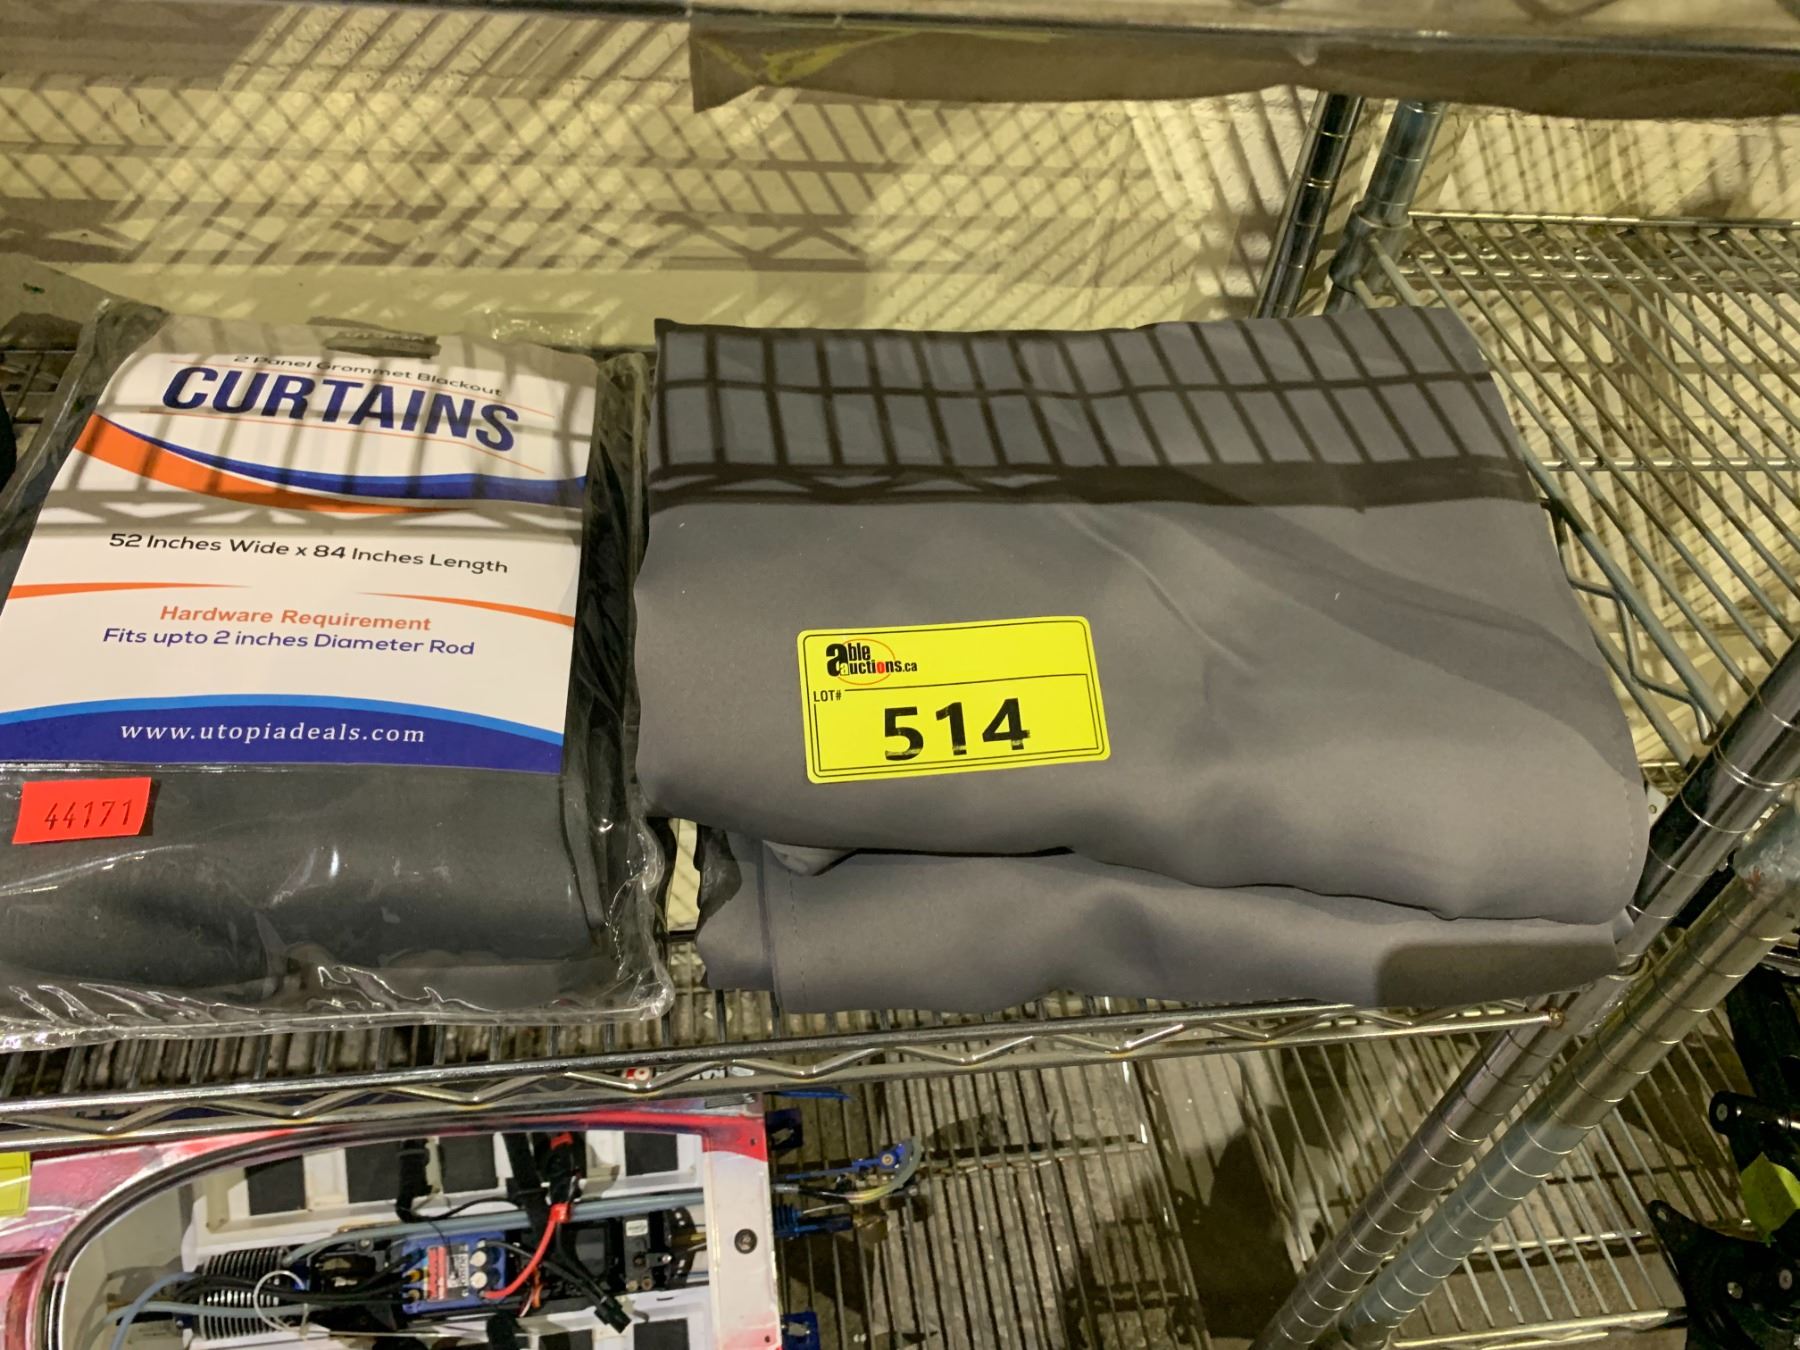 2 Panel Grommet Blackout
CURTAINS
52 Inches Wide x 84 Inches Length
Hardware Requirement
Fits upto 2 inches Diameter Rod
www.utopiadeals.com
44171
able
auctions.ca
LOT#
514